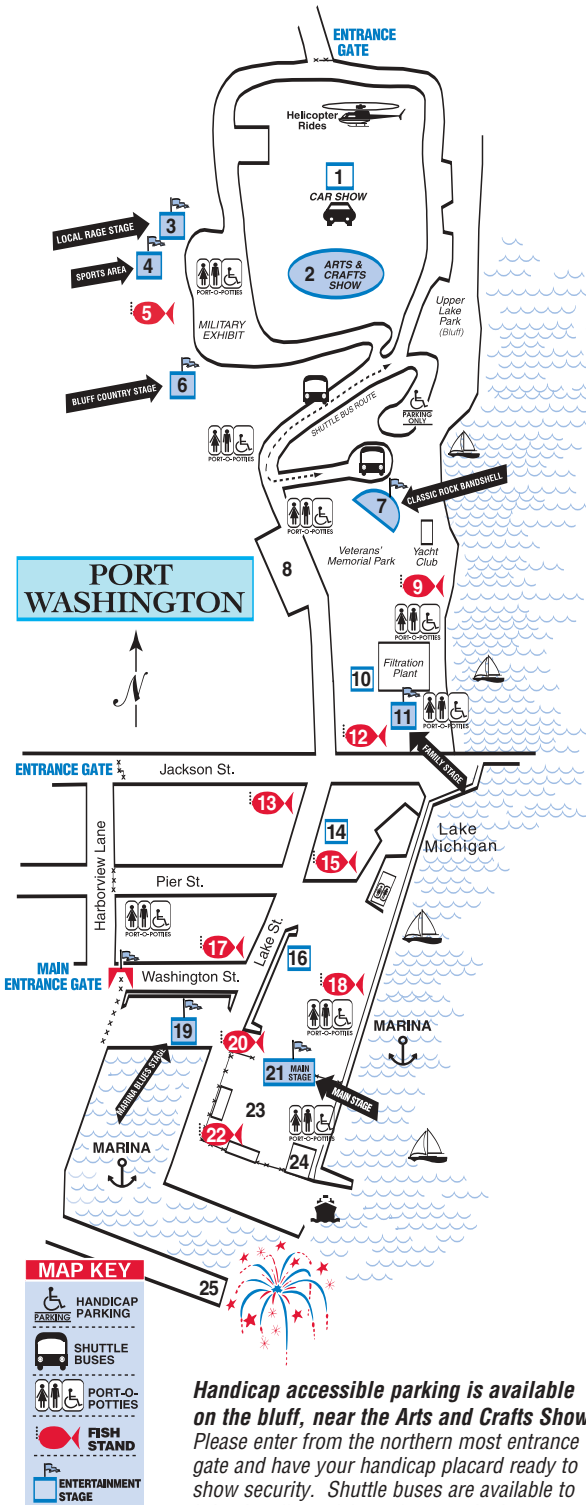 ENTRANCE
GATE
Helicopter
Rides
1
CAR SHOW
LOCAL RAGE STAGE
3
SPORTS AREA
4
2 ARTS &
CRAFTS
SHOW
PORT-O-POTTIES
5
MILITARY
EXHIBIT
Upper
Lake
Park
(Bluff)
BLUFF COUNTRY STAGE
6
SHUTTLE BUS ROUTE
PARKING
ONLY
PORT-O-POTTIES
CLASSIC ROCK BANDSHELL
7
PORT-O-POTTIES
Veterans'
Memorial Park
Yacht
Club
8
PORT
WASHINGTON
9
PORT-O-POTTIES
N
Filtration
Plant
10
11
PORT-O-POTTIES
12
FAMILY STAGE
ENTRANCE GATE
Jackson St.
13
Harborview Lane
14
Lake
Michigan
15
Pier St.
PORT-O-POTTIES
17
Lake St.
16
MAIN
ENTRANCE GATE
Washington St.
18
PORT-O-POTTIES
19
MARINA
20
MARINA BLUES STAGE
21 MAIN
STAGE
MAIN STAGE
23
22
PORT-O-POTTIES
MARINA
24
25
MAP KEY
PARKING
HANDICAP
PARKING
SHUTTLE
BUSES
PORT-O-
POTTIES
FISH
STAND
ENTERTAINMENT
STAGE
Handicap accessible parking is available
on the bluff, near the Arts and Crafts Show
Please enter from the northern most entrance
gate and have your handicap placard ready to
show security. Shuttle buses are available to